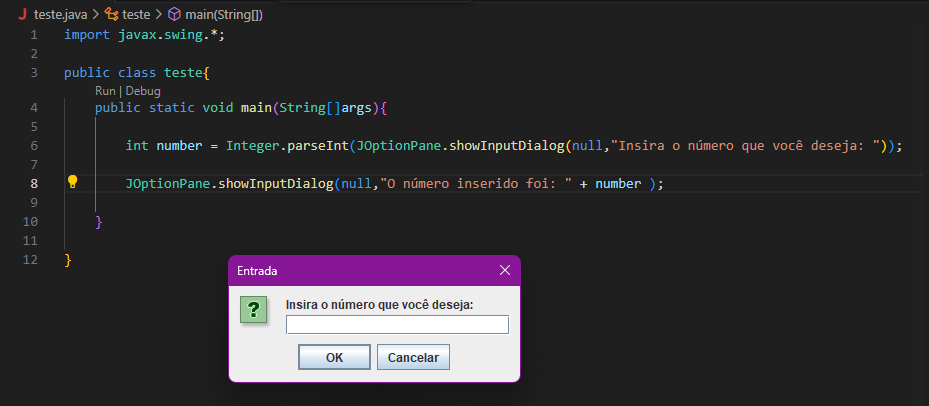 J teste.java > teste > main(String[])
1 import javax.swing.*;
2
3 public class teste{
Run | Debug
4 public static void main(String[]args){
5
6 int number = Integer.parseInt(JOptionPane.showInputDialog(null,"Insira o número que você deseja: "));
7
8 JOptionPane.showInputDialog(null,"O número inserido foi: " + number );
9
10 }
11
12 }
Entrada
? Insira o número que você deseja:
OK Cancelar